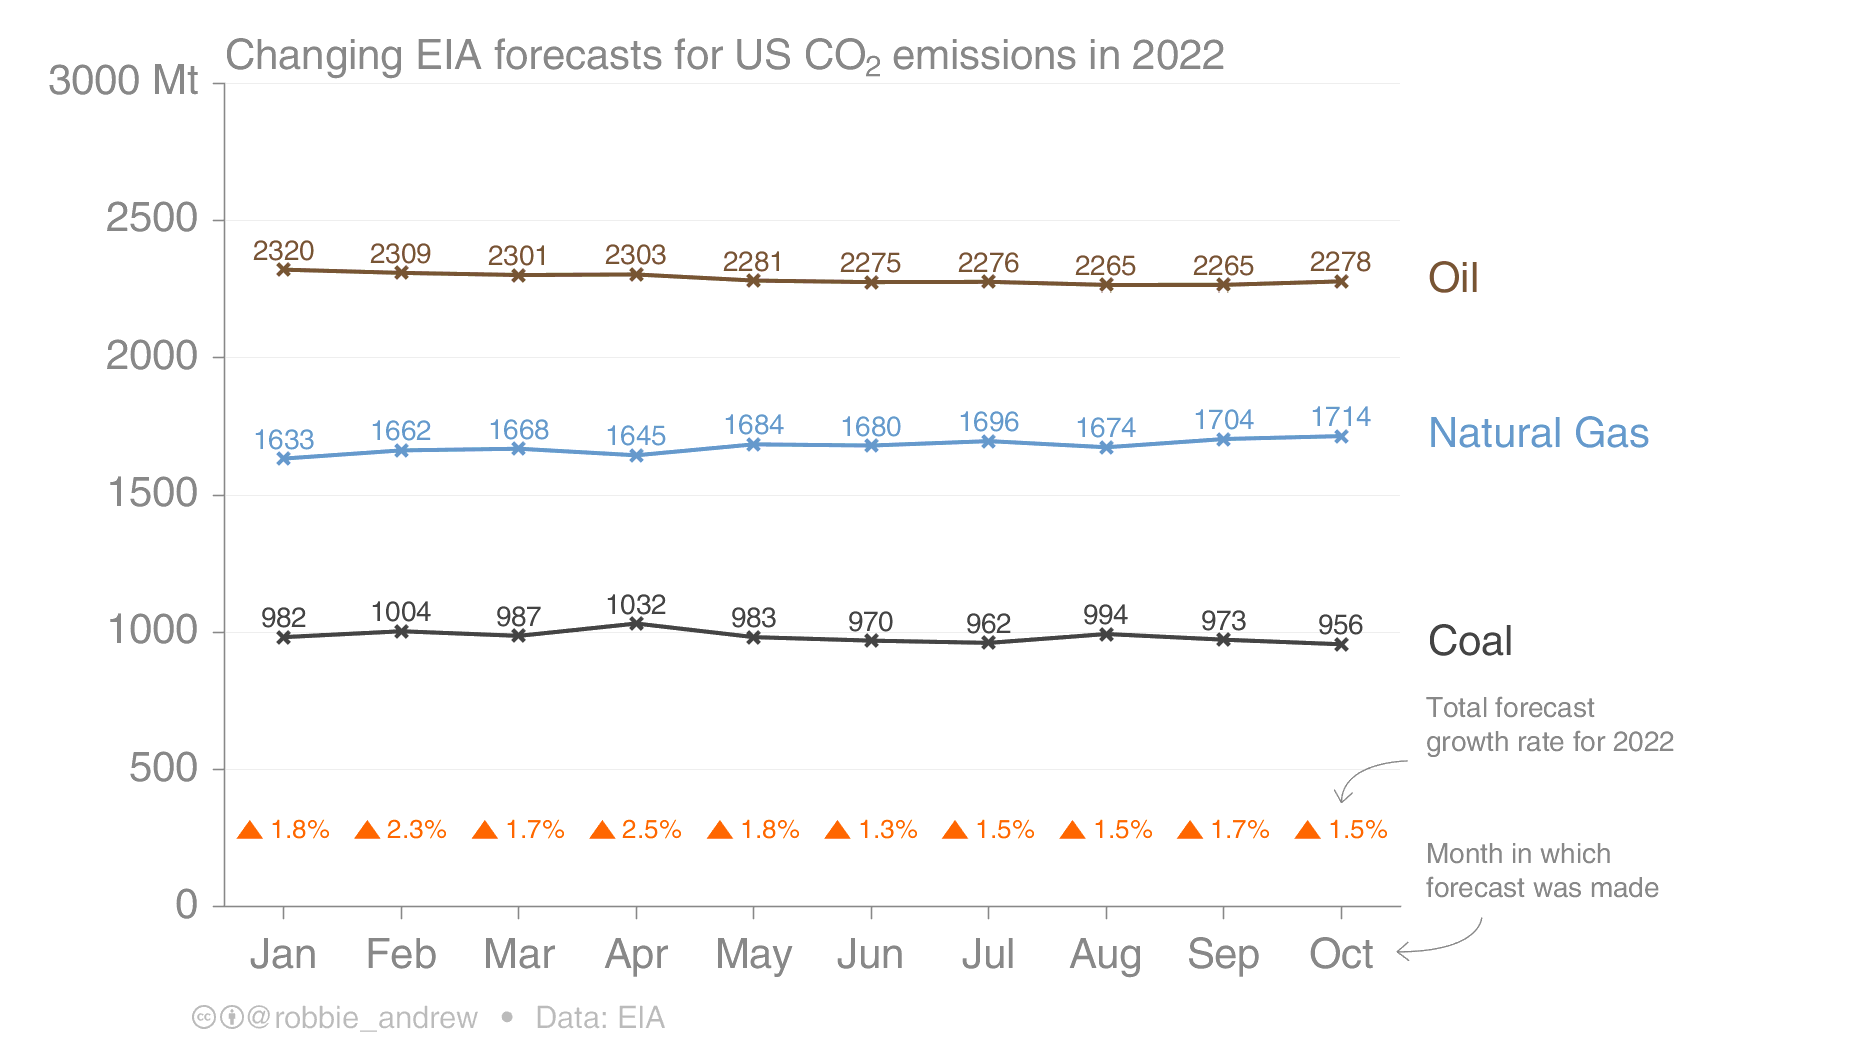 Changing EIA forecasts for US CO₂ emissions in 2022
3000 Mt
2500
2000
1500
1000
500
0
2320 2309 2301 2303 2281 2275 2276 2265 2265 2278
Oil
1633 1662 1668 1645 1684 1680 1696 1674 1704 1714
Natural Gas
982 1004 987 1032 983 970 962 994 973 956
Coal
Total forecast
growth rate for 2022
1.8% 2.3% 1.7% 2.5% 1.8% 1.3% 1.5% 1.5% 1.7% 1.5%
Month in which
forecast was made
Jan Feb Mar Apr May Jun Jul Aug Sep Oct
cc @robbie_andrew • Data: EIA